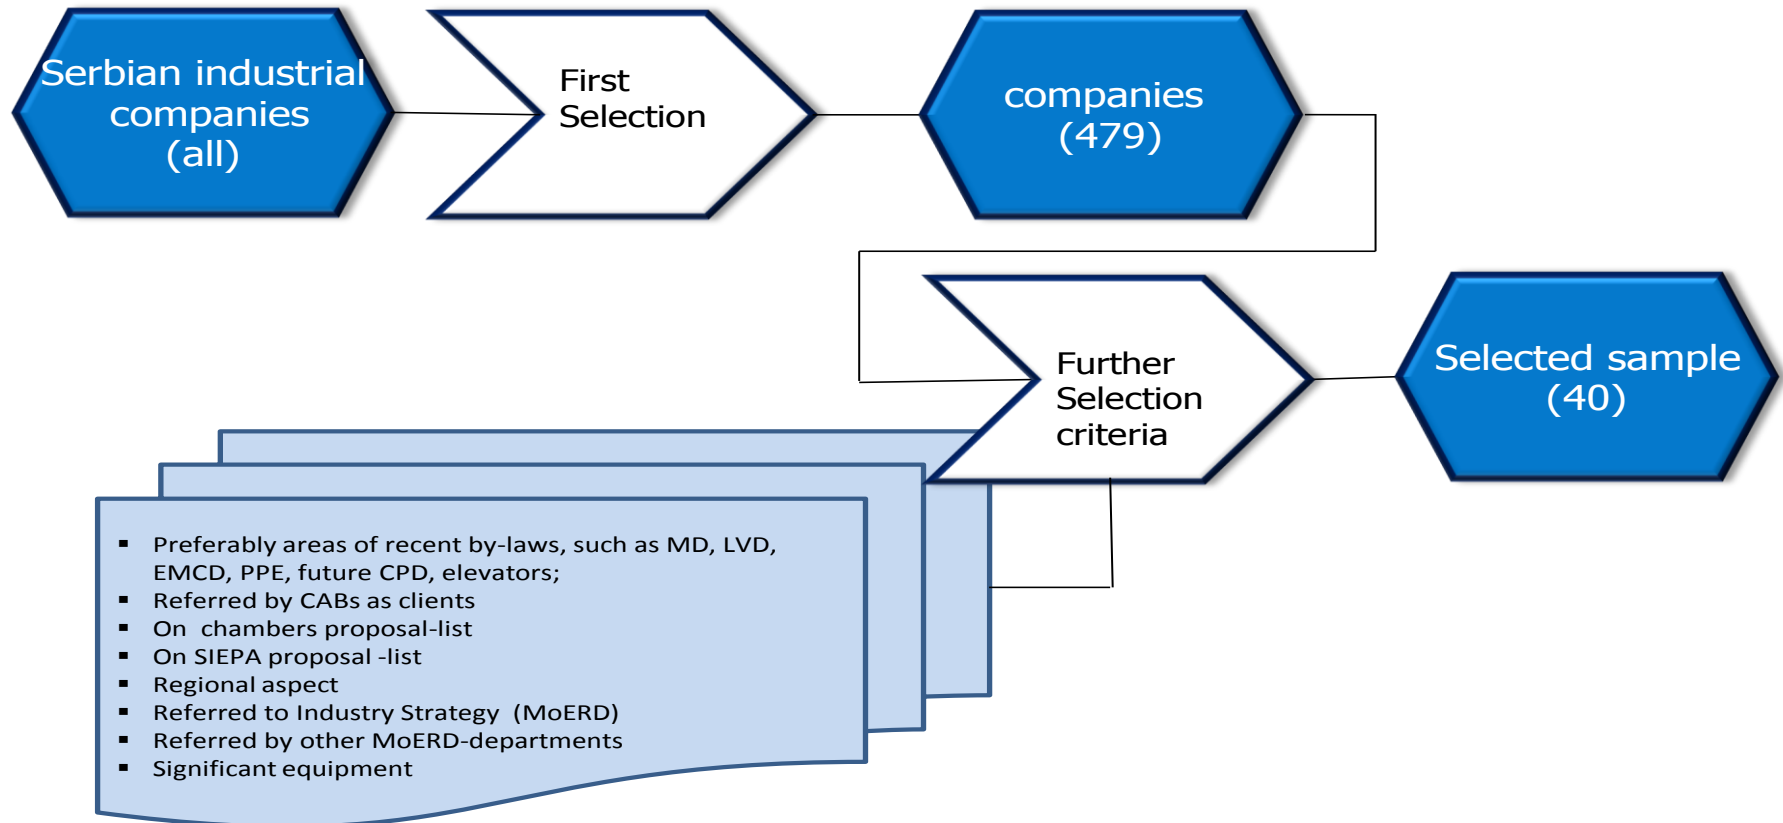 Serbian industrial
companies
(all)
First
Selection
companies
(479)
Further
Selection
criteria
Selected sample
(40)
▪ Preferably areas of recent by-laws, such as MD, LVD,
EMCD, PPE, future CPD, elevators;
▪ Referred by CABs as clients
▪ On chambers proposal-list
▪ On SIEPA proposal -list
▪ Regional aspect
▪ Referred to Industry Strategy (MoERD)
▪ Referred by other MoERD-departments
▪ Significant equipment